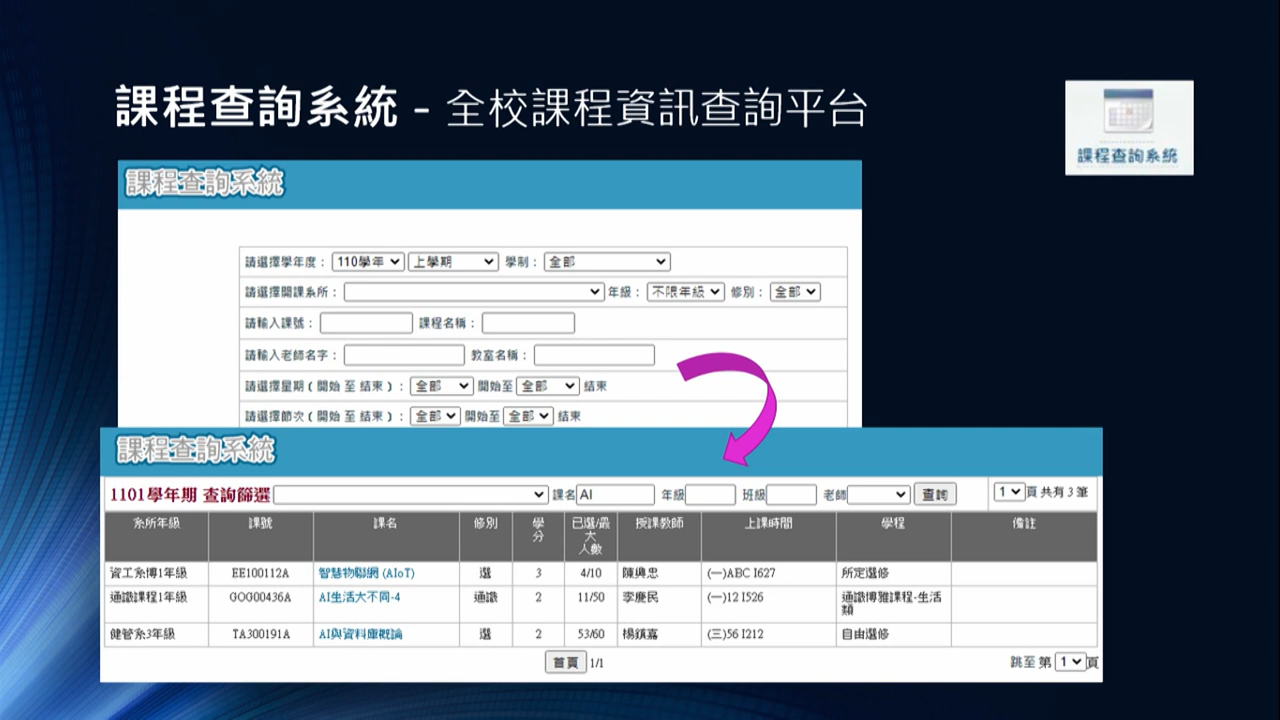 課程查詢系統 - 全校課程資訊查詢平台
課程查詢系統
課程查詢系統
請選擇學年度： 110學年 上學期 學制： 全部
請選擇開課系所： 年級： 不限年級 修別： 全部
請輸入課號： 課程名稱：
請輸入老師名字： 教室名稱：
請選擇星期 ( 開始 至 結束 ) ： 全部 開始至 全部 結束
請選擇節次 ( 開始 至 結束 ) ： 全部 開始至 全部 結束
課程查詢系統
1101學年期 查詢篩選 課名 AI 年級 班級 老師 查詢 1 頁 共有 3 筆
系所年級 課號 課名 修別 學分 已選/最大人數 授課教師 上課時間 學程 備註
資工系博1年級 EE100112A 智慧物聯網 (AIoT) 選 3 4/10 陳興忠 (一)ABC I627 所定選修
通識課程1年級 GOG00436A AI生活大不同-4 通識 2 11/50 李慶民 (一)12 I526 通識博雅課程-生活類
健管系3年級 TA300191A AI與資料庫概論 選 2 53/60 楊鎮嘉 (三)56 I212 自由選修
首頁 1/1
跳至 第 1 頁